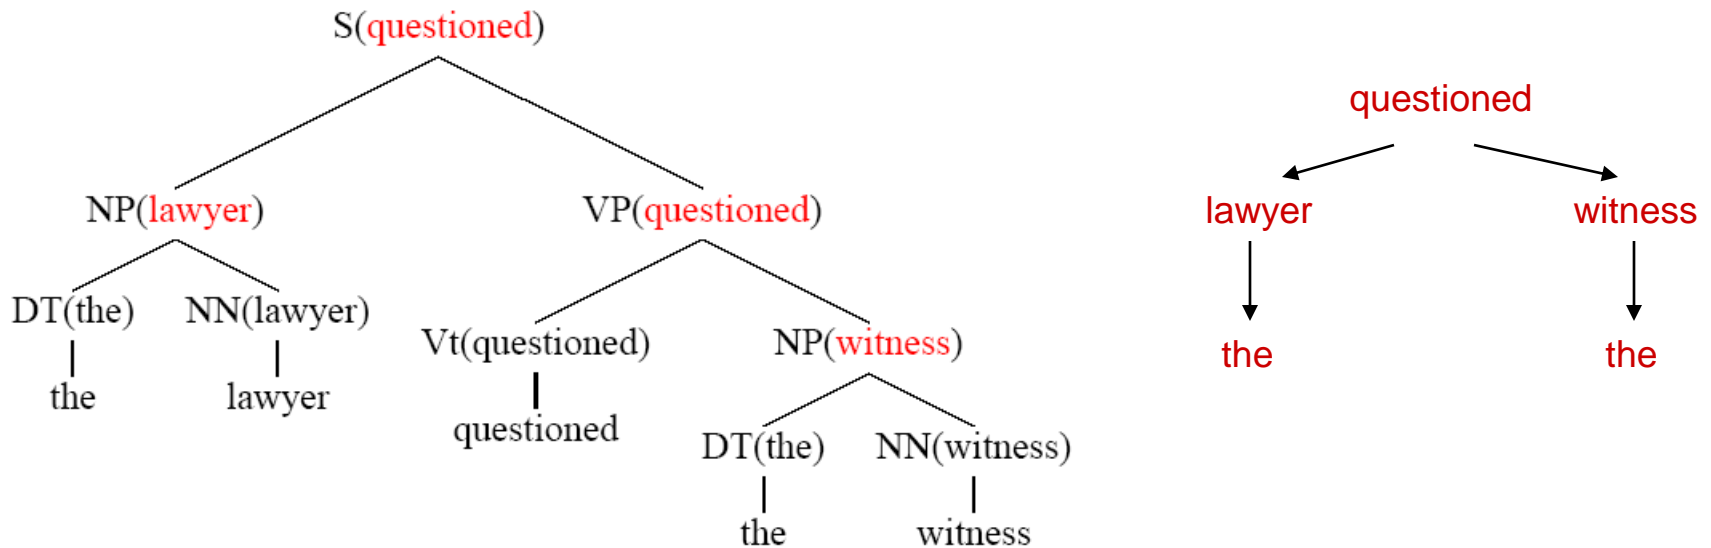 S(questioned)
NP(lawyer) VP(questioned)
DT(the) NN(lawyer) Vt(questioned) NP(witness)
the lawyer questioned
DT(the) NN(witness)
the witness
questioned
lawyer witness
the the